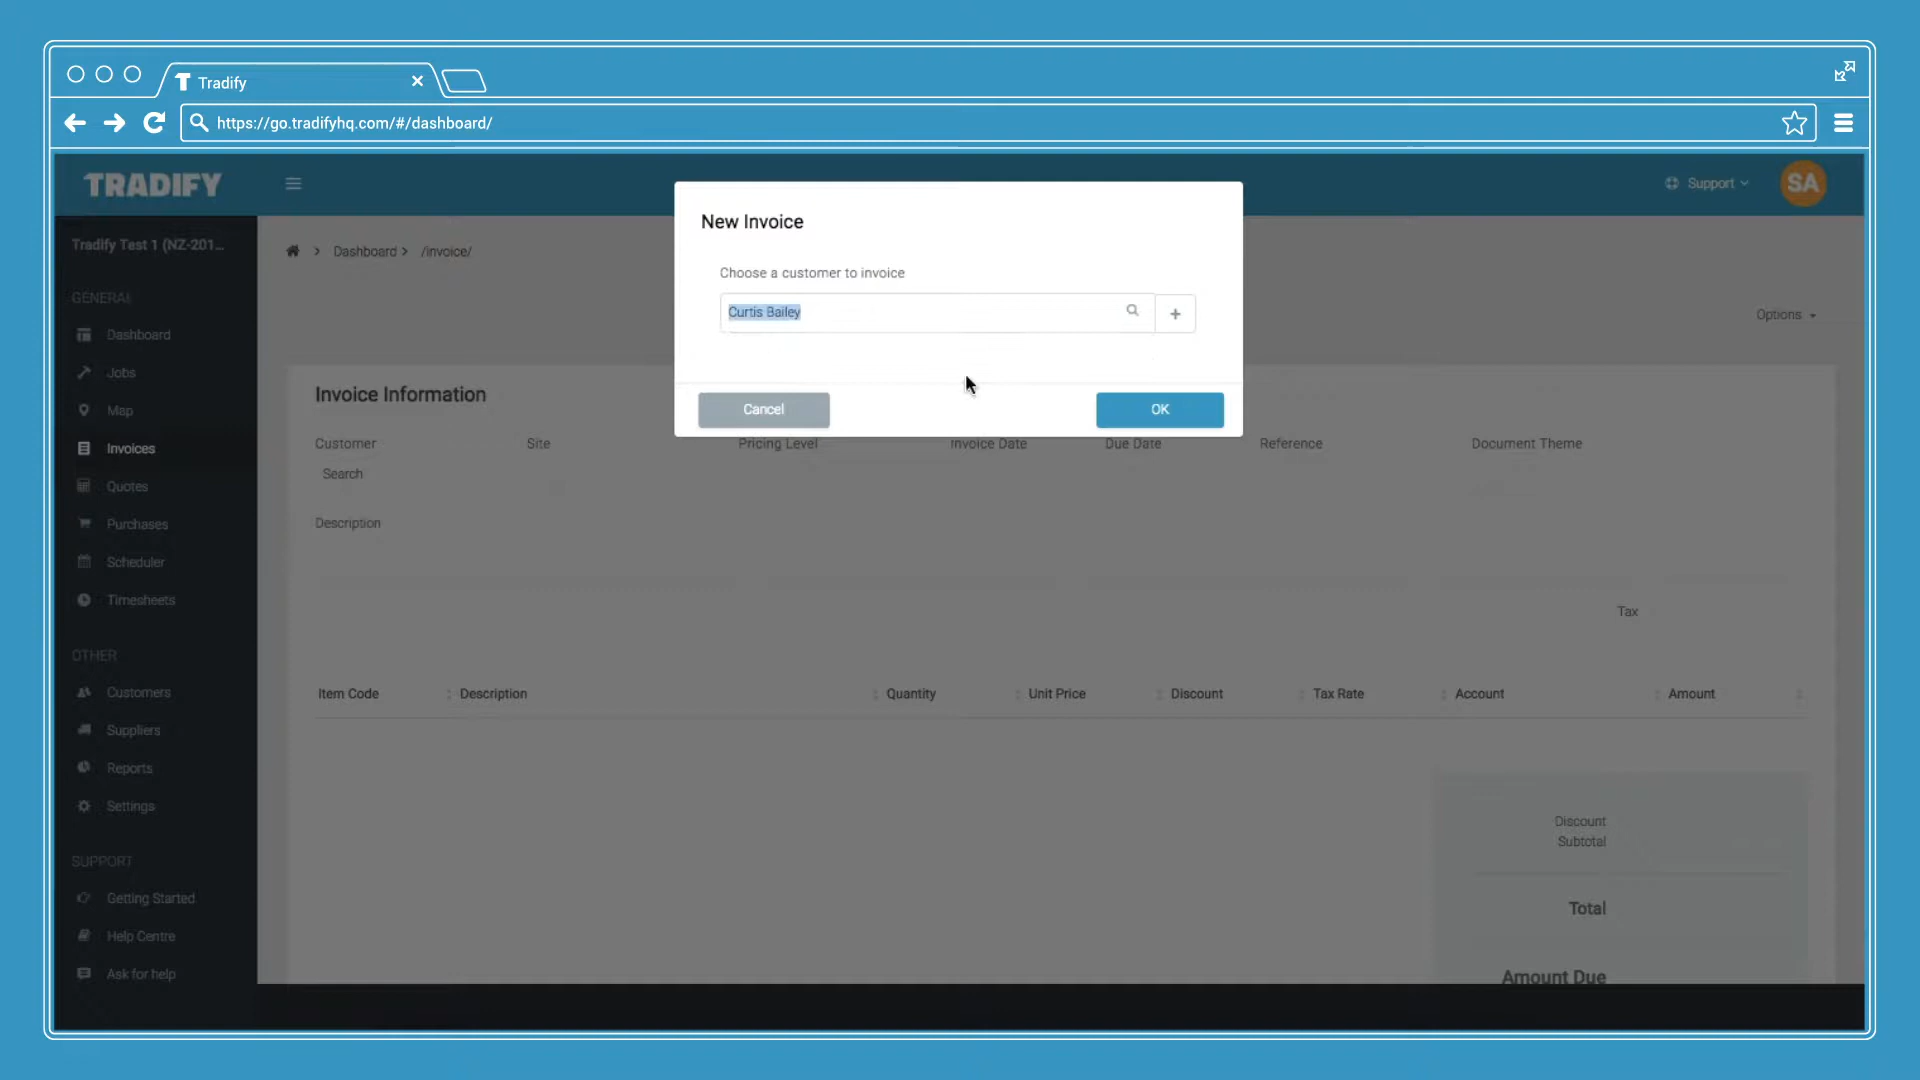 Tradify
https://go.tradifyhq.com/#/dashboard/
TRADIFY
Support
SA
Tradify Test 1 (NZ-201...
Dashboard > /invoice/
GENERAL
Dashboard
Jobs
Map
Invoices
Quotes
Purchases
Scheduler
Timesheets
OTHER
Customers
Suppliers
Reports
Settings
SUPPORT
Getting Started
Help Centre
Ask for help
New Invoice
Choose a customer to invoice
Curtis Bailey
+
Cancel
OK
Options
Invoice Information
Customer Site Pricing Level Invoice Date Due Date Reference Document Theme
Search
Description
Tax
Item Code Description Quantity Unit Price Discount Tax Rate Account Amount
Discount
Subtotal
Total
Amount Due